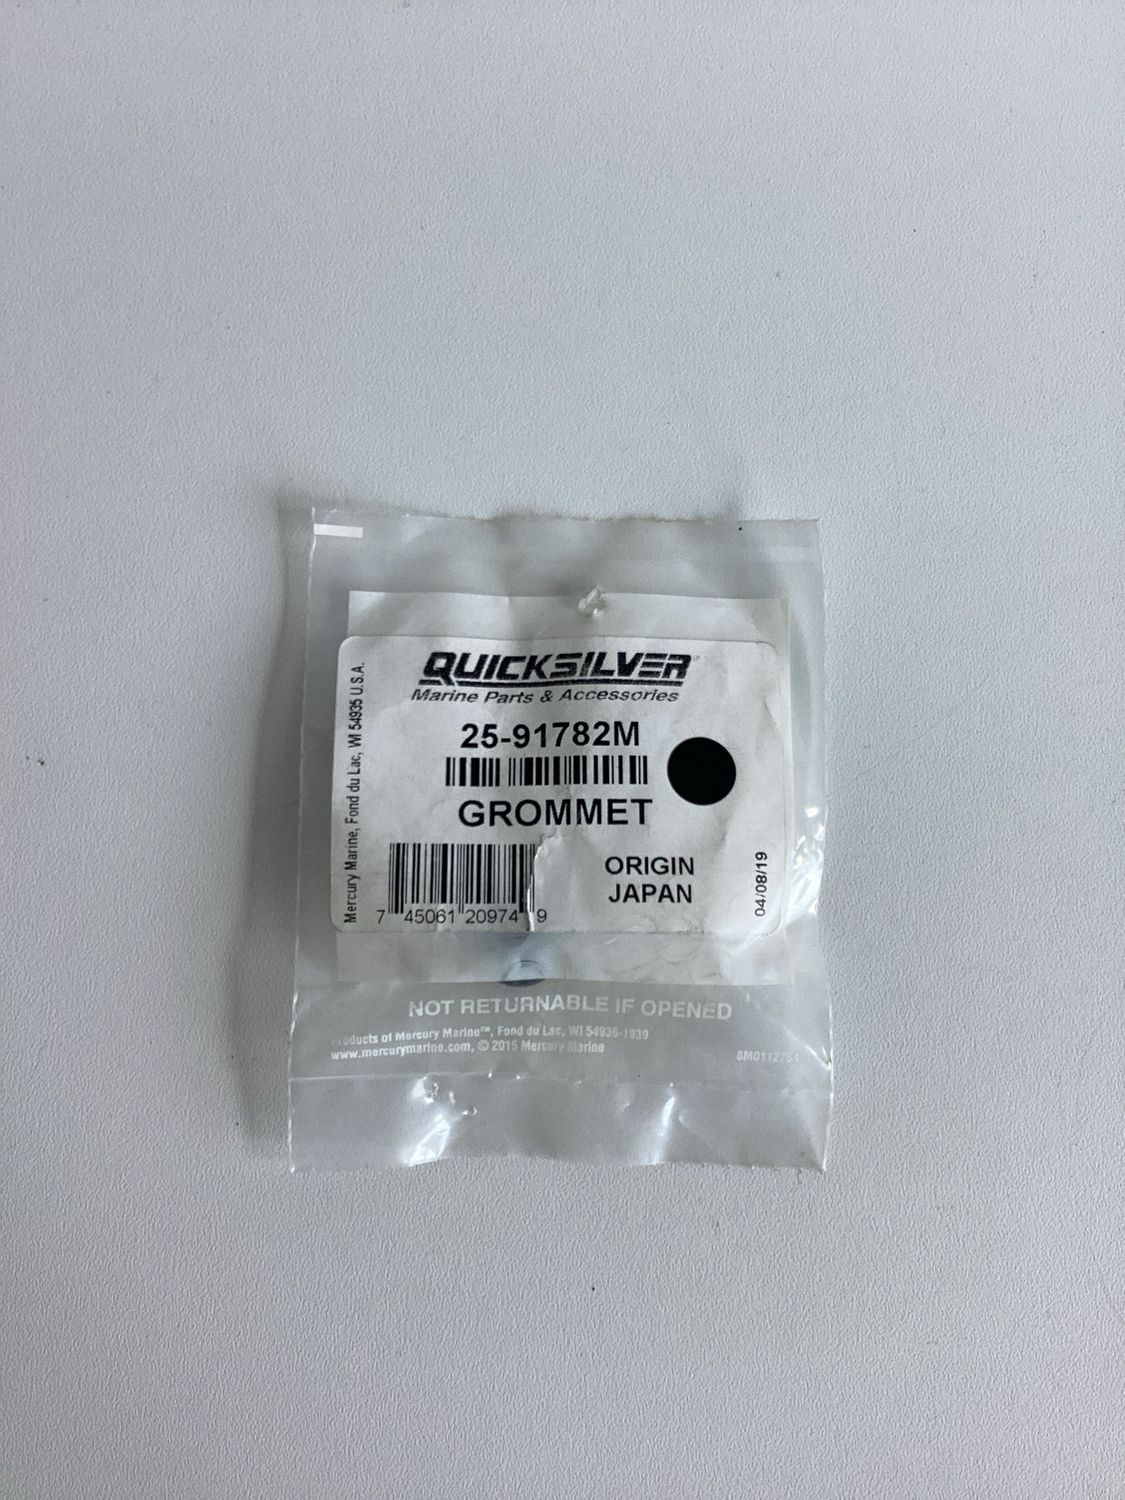 QUICKSILVER
Marine Parts & Accessories
25-91782M
GROMMET
ORIGIN
JAPAN
7 45061 20974 9
04/08/19
Mercury Marine, Fond du Lac, WI 54935 U.S.A.
NOT RETURNABLE IF OPENED
Products of Mercury Marine™, Fond du Lac, WI 54936-1939
www.mercurymarine.com, © 2015 Mercury Marine